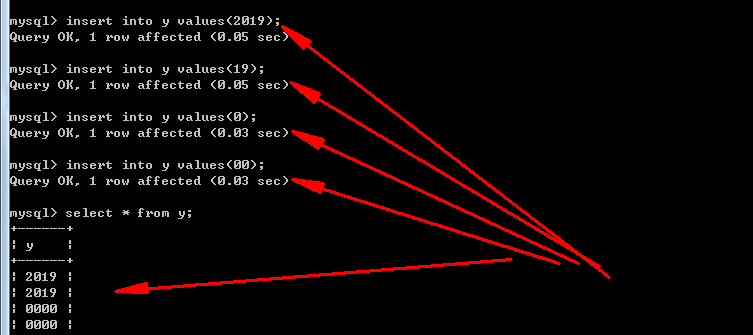 mysql> insert into y values(2019);
Query OK, 1 row affected (0.05 sec)
mysql> insert into y values(19);
Query OK, 1 row affected (0.05 sec)
mysql> insert into y values(0);
Query OK, 1 row affected (0.03 sec)
mysql> insert into y values(00);
Query OK, 1 row affected (0.03 sec)
mysql> select * from y;
+------+
| y    |
+------+
| 2019 |
| 2019 |
| 0000 |
| 0000 |